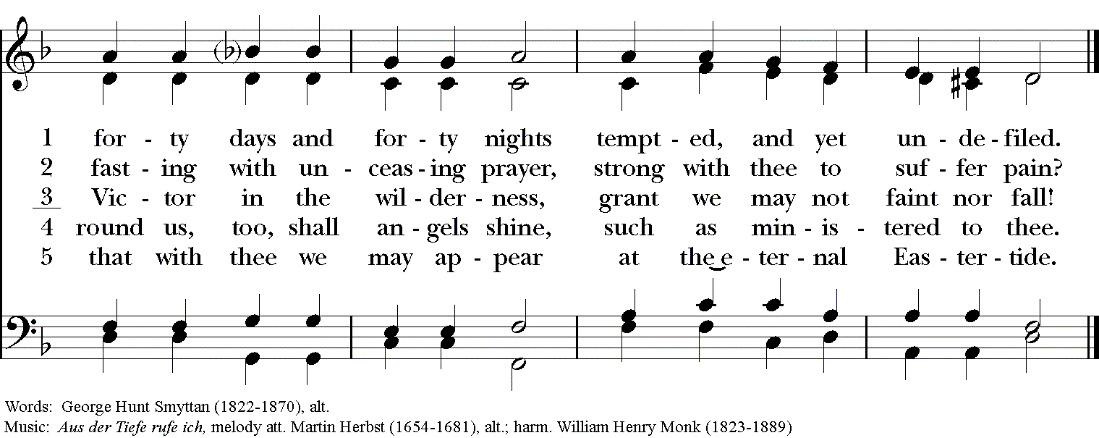 1 for - ty days and for - ty nights tempt - ed, and yet un - de - filed.
2 fast - ing with un - ceas - ing prayer, strong with thee to suf - fer pain?
3 Vic - tor in the wil - der - ness, grant we may not faint nor fall!
4 round us, too, shall an - gels shine, such as min - is - tered to thee.
5 that with thee we may ap - pear at the‿e - ter - nal Eas - ter - tide.
Words: George Hunt Smyttan (1822-1870), alt.
Music: Aus der Tiefe rufe ich, melody att. Martin Herbst (1654-1681), alt.; harm. William Henry Monk (1823-1889)